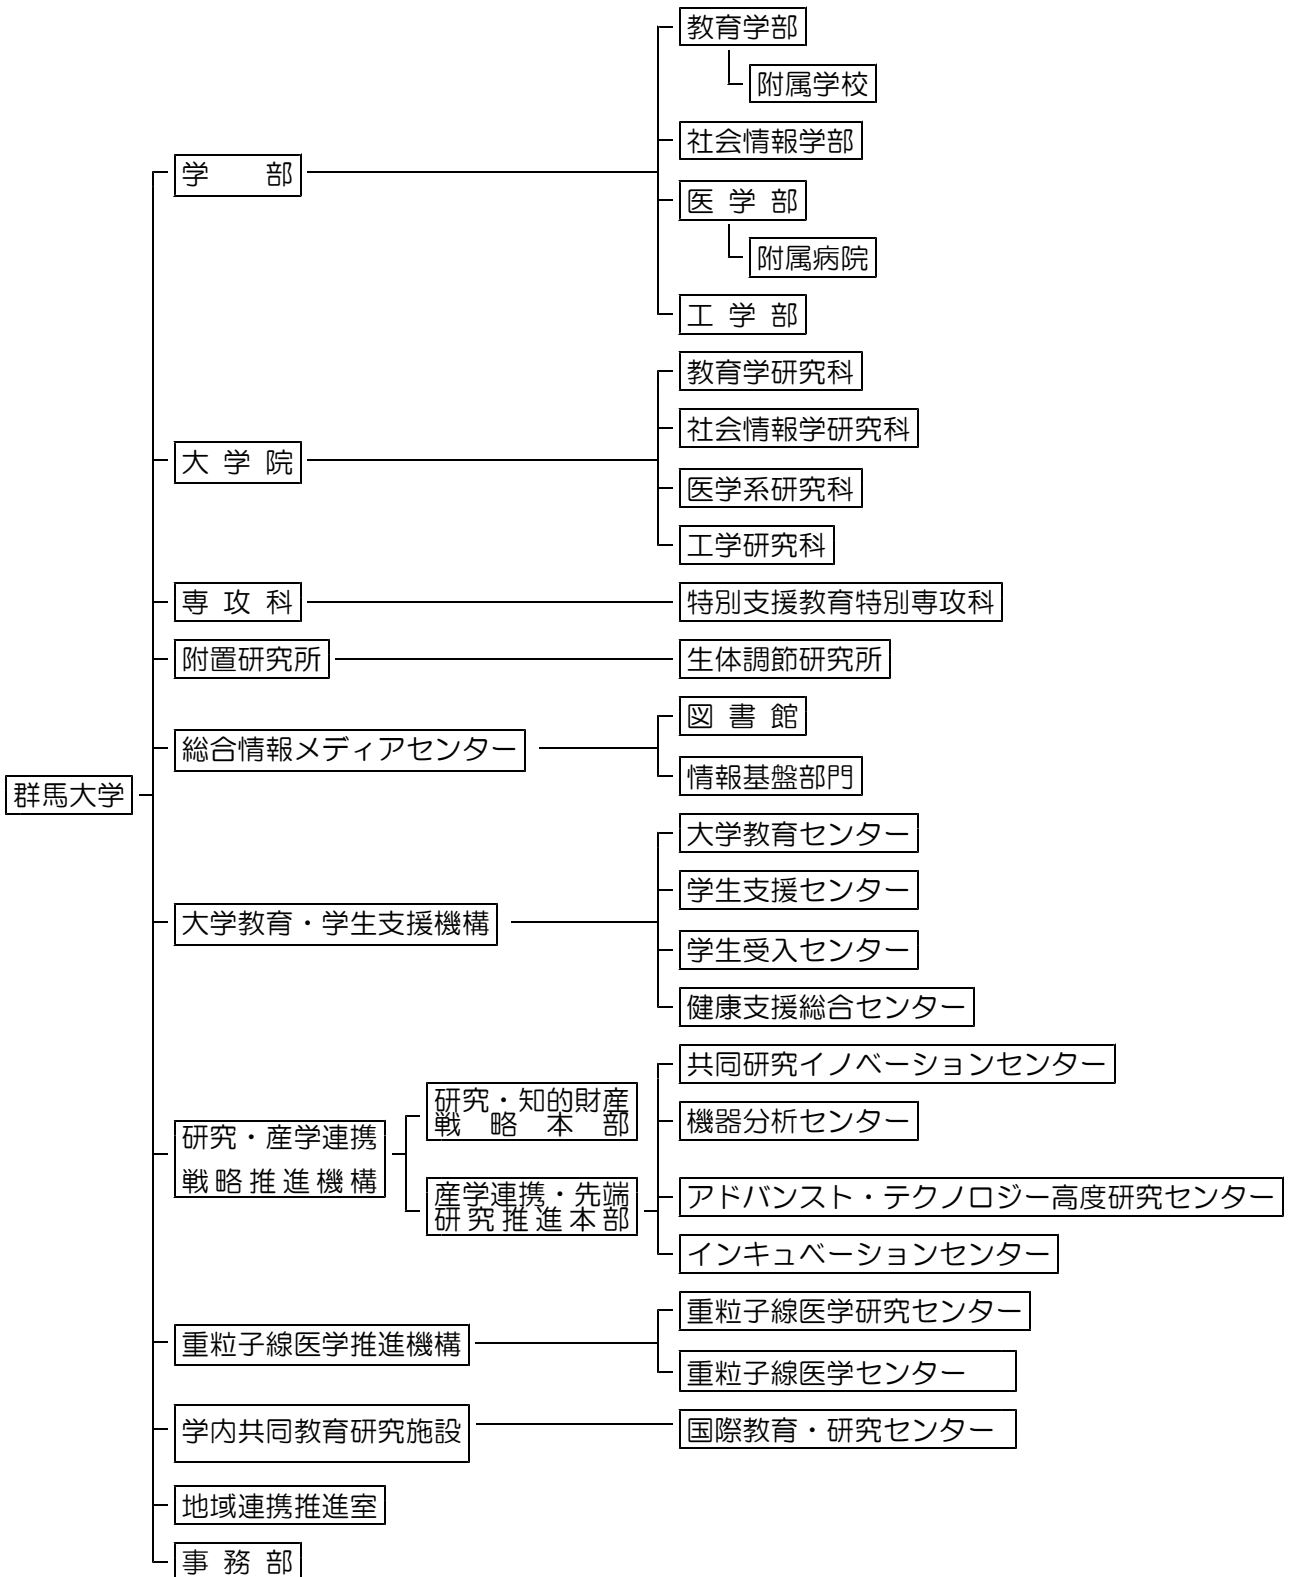 教育学部
附属学校
社会情報学部
学 部
医 学 部
附属病院
工 学 部
教育学研究科
社会情報学研究科
大 学 院
医学系研究科
工学研究科
専 攻 科
特別支援教育特別専攻科
附置研究所
生体調節研究所
図 書 館
総合情報メディアセンター
情報基盤部門
群馬大学
大学教育センター
学生支援センター
大学教育・学生支援機構
学生受入センター
健康支援総合センター
共同研究イノベーションセンター
研究・知的財産
戦 略 本 部
機器分析センター
研究・産学連携
戦略推進機構
産学連携・先端
研究推進本部
アドバンスト・テクノロジー高度研究センター
インキュベーションセンター
重粒子線医学研究センター
重粒子線医学推進機構
重粒子線医学センター
学内共同教育研究施設
国際教育・研究センター
地域連携推進室
事 務 部